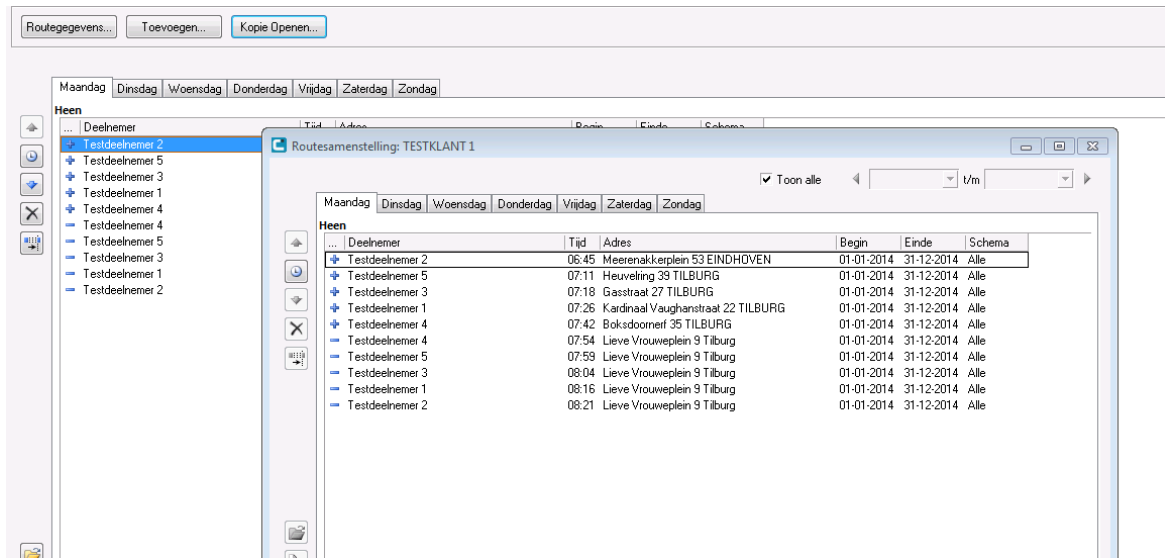 Routegegevens... Toevoegen... Kopie Openen...
Maandag Dinsdag Woensdag Donderdag Vrijdag Zaterdag Zondag
Heen
... Deelnemer Tijd Adres Begin Einde Schema
Testdeelnemer 2
Testdeelnemer 5
Testdeelnemer 3
Testdeelnemer 1
Testdeelnemer 4
Testdeelnemer 4
Testdeelnemer 5
Testdeelnemer 3
Testdeelnemer 1
Testdeelnemer 2
Routesamenstelling: TESTKLANT 1
Toon alle t/m
Maandag Dinsdag Woensdag Donderdag Vrijdag Zaterdag Zondag
Heen
... Deelnemer Tijd Adres Begin Einde Schema
Testdeelnemer 2 06:45 Meerenakkerplein 53 EINDHOVEN 01-01-2014 31-12-2014 Alle
Testdeelnemer 5 07:11 Heuvelring 39 TILBURG 01-01-2014 31-12-2014 Alle
Testdeelnemer 3 07:18 Gasstraat 27 TILBURG 01-01-2014 31-12-2014 Alle
Testdeelnemer 1 07:26 Kardinaal Vaughanstraat 22 TILBURG 01-01-2014 31-12-2014 Alle
Testdeelnemer 4 07:42 Boksdoornerf 35 TILBURG 01-01-2014 31-12-2014 Alle
Testdeelnemer 4 07:54 Lieve Vrouweplein 9 Tilburg 01-01-2014 31-12-2014 Alle
Testdeelnemer 5 07:59 Lieve Vrouweplein 9 Tilburg 01-01-2014 31-12-2014 Alle
Testdeelnemer 3 08:04 Lieve Vrouweplein 9 Tilburg 01-01-2014 31-12-2014 Alle
Testdeelnemer 1 08:16 Lieve Vrouweplein 9 Tilburg 01-01-2014 31-12-2014 Alle
Testdeelnemer 2 08:21 Lieve Vrouweplein 9 Tilburg 01-01-2014 31-12-2014 Alle